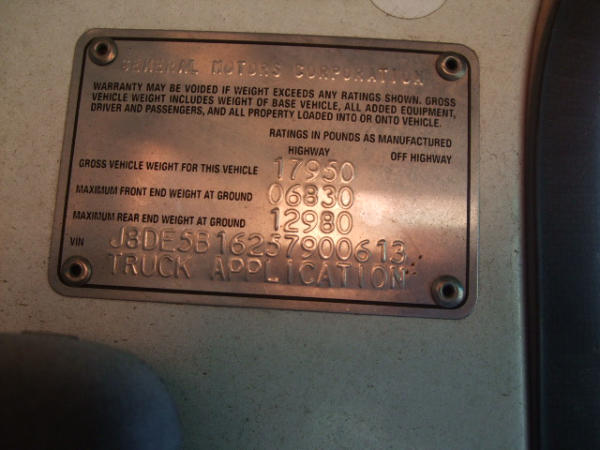 GENERAL MOTORS CORPORATION
WARRANTY MAY BE VOIDED IF WEIGHT EXCEEDS ANY RATINGS SHOWN. GROSS
VEHICLE WEIGHT INCLUDES WEIGHT OF BASE VEHICLE, ALL ADDED EQUIPMENT,
DRIVER AND PASSENGERS, AND ALL PROPERTY LOADED INTO OR ONTO VEHICLE.
RATINGS IN POUNDS AS MANUFACTURED
HIGHWAY OFF HIGHWAY
GROSS VEHICLE WEIGHT FOR THIS VEHICLE 17950
MAXIMUM FRONT END WEIGHT AT GROUND 06830
MAXIMUM REAR END WEIGHT AT GROUND 12980
VIN J8DE5B16257900613
TRUCK APPLICATION